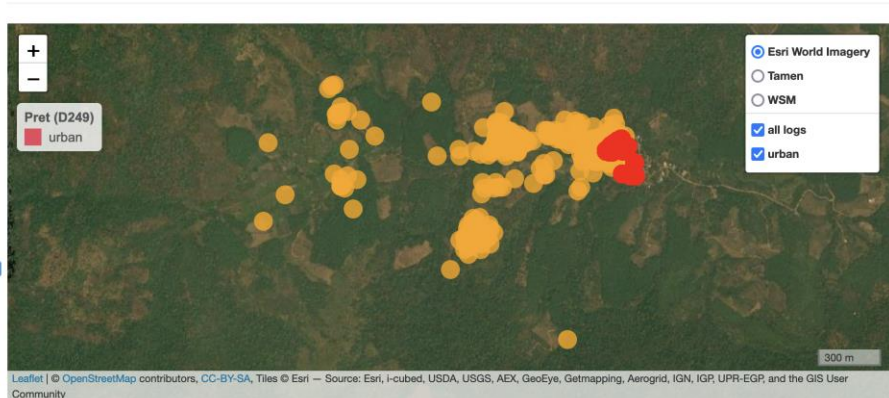 +
−
Pret (D249)
urban
Esri World Imagery
Tamen
WSM
all logs
urban
300 m
Leaflet | © OpenStreetMap contributors, CC-BY-SA, Tiles © Esri — Source: Esri, i-cubed, USDA, USGS, AEX, GeoEye, Getmapping, Aerogrid, IGN, IGP, UPR-EGP, and the GIS User
Community